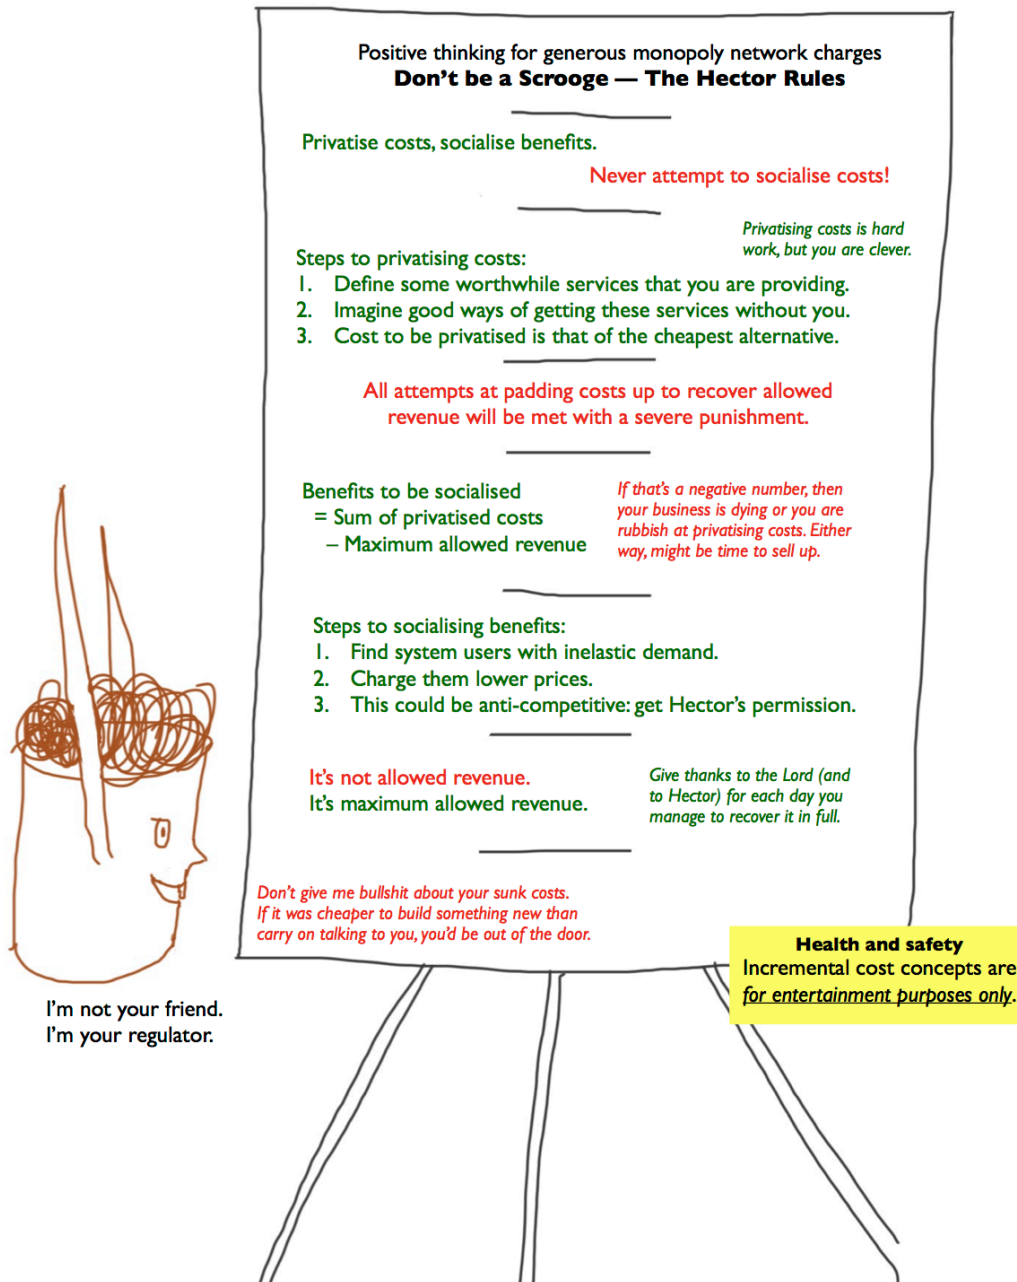 Positive thinking for generous monopoly network charges
Don't be a Scrooge — The Hector Rules
Privatise costs, socialise benefits.
Never attempt to socialise costs!
Privatising costs is hard
work, but you are clever.
Steps to privatising costs:
1. Define some worthwhile services that you are providing.
2. Imagine good ways of getting these services without you.
3. Cost to be privatised is that of the cheapest alternative.
All attempts at padding costs up to recover allowed
revenue will be met with a severe punishment.
Benefits to be socialised
= Sum of privatised costs
– Maximum allowed revenue
If that's a negative number, then
your business is dying or you are
rubbish at privatising costs. Either
way, might be time to sell up.
Steps to socialising benefits:
1. Find system users with inelastic demand.
2. Charge them lower prices.
3. This could be anti-competitive: get Hector's permission.
It's not allowed revenue.
It's maximum allowed revenue.
Give thanks to the Lord (and
to Hector) for each day you
manage to recover it in full.
Don't give me bullshit about your sunk costs.
If it was cheaper to build something new than
carry on talking to you, you'd be out of the door.
Health and safety
Incremental cost concepts are
for entertainment purposes only.
I'm not your friend.
I'm your regulator.